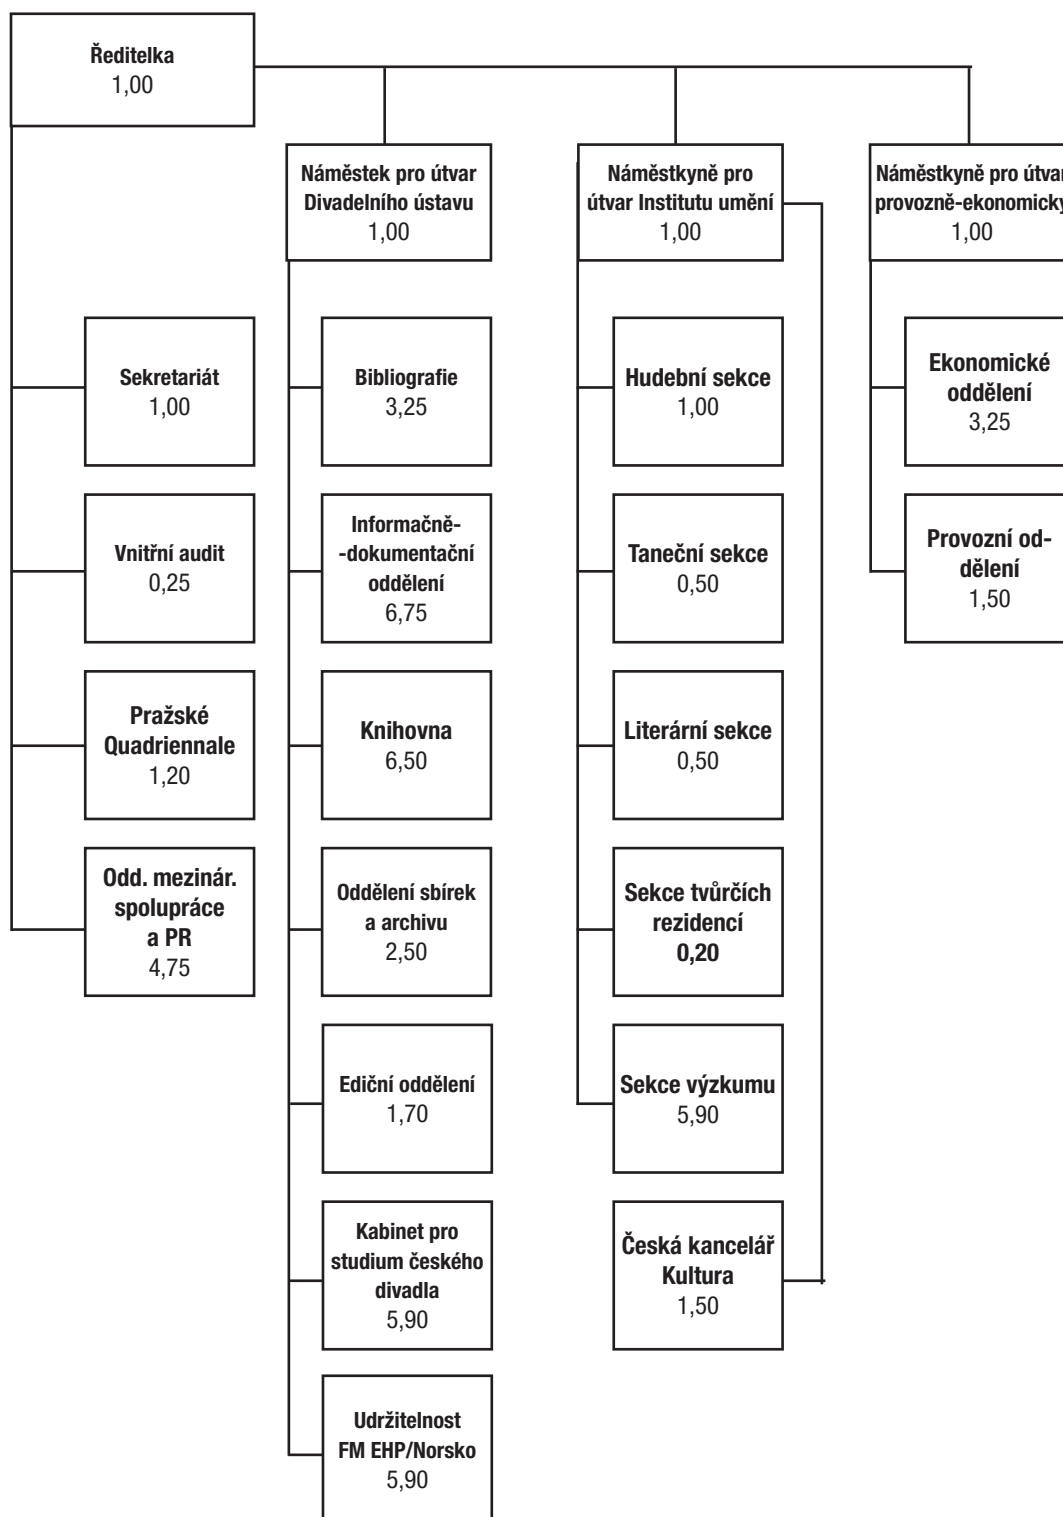 Ředitelka
1,00
Náměstek pro útvar
Divadelního ústavu
1,00
Náměstkyně pro
útvar Institutu umění
1,00
Náměstkyně pro útvar
provozně-ekonomický
1,00
Sekretariát
1,00
Vnitřní audit
0,25
Pražské
Quadriennale
1,20
Odd. mezinár.
spolupráce
a PR
4,75
Bibliografie
3,25
Informačně-
-dokumentační
oddělení
6,75
Knihovna
6,50
Oddělení sbírek
a archivu
2,50
Ediční oddělení
1,70
Kabinet pro
studium českého
divadla
5,90
Udržitelnost
FM EHP/Norsko
5,90
Hudební sekce
1,00
Taneční sekce
0,50
Literární sekce
0,50
Sekce tvůrčích
rezidencí
0,20
Sekce výzkumu
5,90
Česká kancelář
Kultura
1,50
Ekonomické
oddělení
3,25
Provozní od-
dělení
1,50